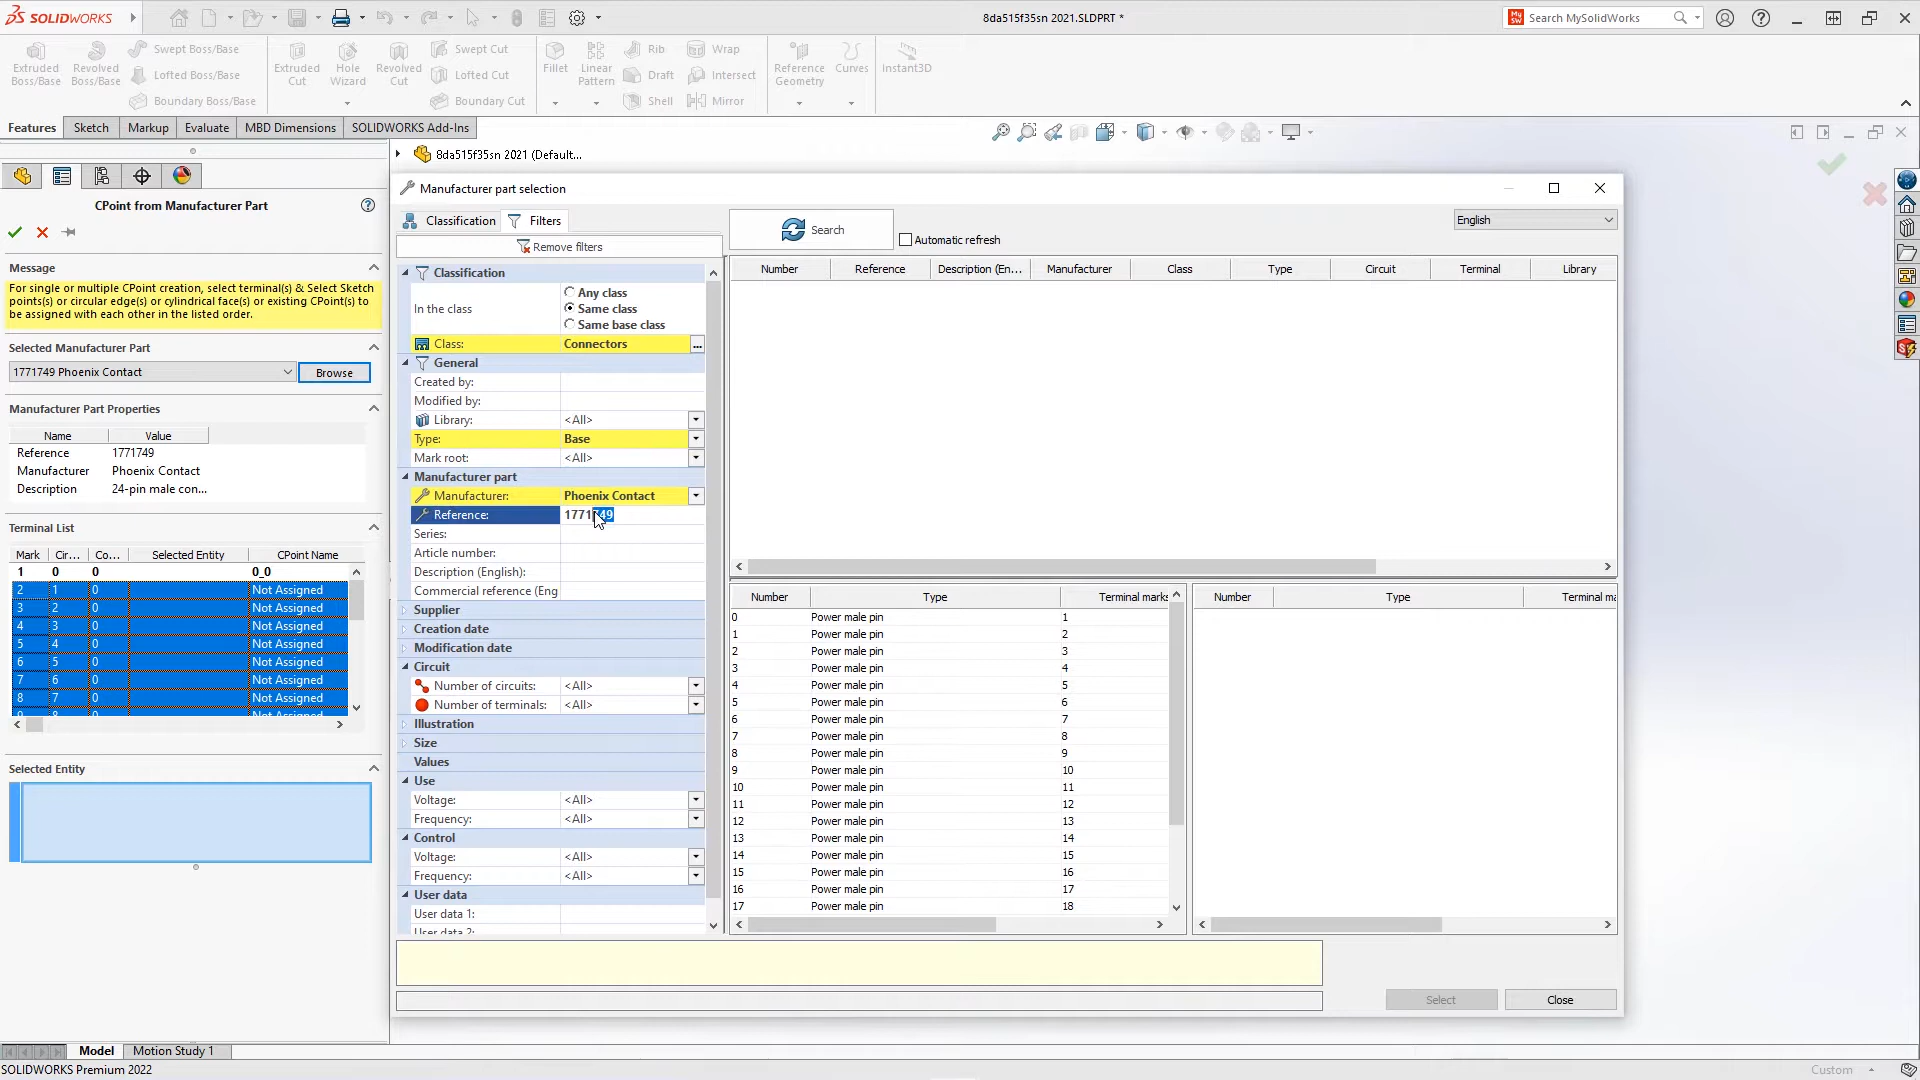 SOLIDWORKS
8da515f35sn 2021.SLDPRT *
Search MySolidWorks
Extruded Boss/Base
Revolved Boss/Base
Swept Boss/Base
Lofted Boss/Base
Boundary Boss/Base
Extruded Cut
Hole Wizard
Revolved Cut
Swept Cut
Lofted Cut
Boundary Cut
Fillet
Linear Pattern
Rib
Draft
Shell
Wrap
Intersect
Mirror
Reference Geometry
Curves
Instant3D
Features
Sketch
Markup
Evaluate
MBD Dimensions
SOLIDWORKS Add-Ins
8da515f35sn 2021 (Default...
CPoint from Manufacturer Part
Message
For single or multiple CPoint creation, select terminal(s) & Select Sketch
points(s) or circular edge(s) or cylindrical face(s) or existing CPoint(s) to
be assigned with each other in the listed order.
Selected Manufacturer Part
1771749 Phoenix Contact
Browse
Manufacturer Part Properties
Name Value
Reference 1771749
Manufacturer Phoenix Contact
Description 24-pin male con...
Terminal List
Mark Cir... Co... Selected Entity CPoint Name
1 0 0 0_0
2 1 0 Not Assigned
3 2 0 Not Assigned
4 3 0 Not Assigned
5 4 0 Not Assigned
6 5 0 Not Assigned
7 6 0 Not Assigned
8 7 0 Not Assigned
9 8 0 Not Assigned
Selected Entity
Manufacturer part selection
Classification
Filters
Remove filters
Search
Automatic refresh
English
Classification
In the class
Any class
Same class
Same base class
Class: Connectors ...
General
Created by:
Modified by:
Library: <All>
Type: Base
Mark root: <All>
Manufacturer part
Manufacturer: Phoenix Contact
Reference: 1771749
Series:
Article number:
Description (English):
Commercial reference (Eng
Supplier
Creation date
Modification date
Circuit
Number of circuits: <All>
Number of terminals: <All>
Illustration
Size
Values
Use
Voltage: <All>
Frequency: <All>
Control
Voltage: <All>
Frequency: <All>
User data
User data 1:
User data 2:
Number Reference Description (En... Manufacturer Class Type Circuit Terminal Library
Number Type Terminal marks
0 Power male pin 1
1 Power male pin 2
2 Power male pin 3
3 Power male pin 4
4 Power male pin 5
5 Power male pin 6
6 Power male pin 7
7 Power male pin 8
8 Power male pin 9
9 Power male pin 10
10 Power male pin 11
11 Power male pin 12
12 Power male pin 13
13 Power male pin 14
14 Power male pin 15
15 Power male pin 16
16 Power male pin 17
17 Power male pin 18
Number Type Terminal ma
Select
Close
Model
Motion Study 1
SOLIDWORKS Premium 2022
Custom